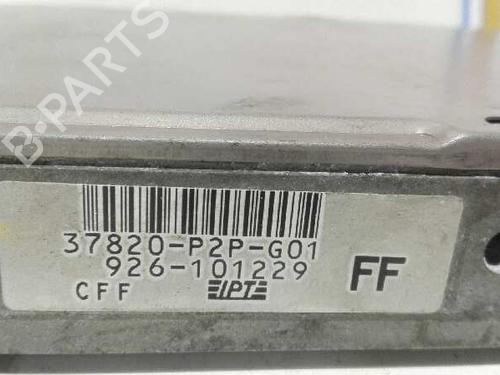 B-PARTS
37820-P2P-G01
926-101229
CFF
IPT
FF